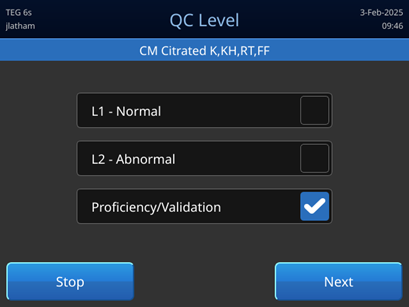 TEG 6s
jlatham
QC Level
3-Feb-2025
09:46
CM Citrated K,KH,RT,FF
L1 - Normal
L2 - Abnormal
Proficiency/Validation
Stop
Next